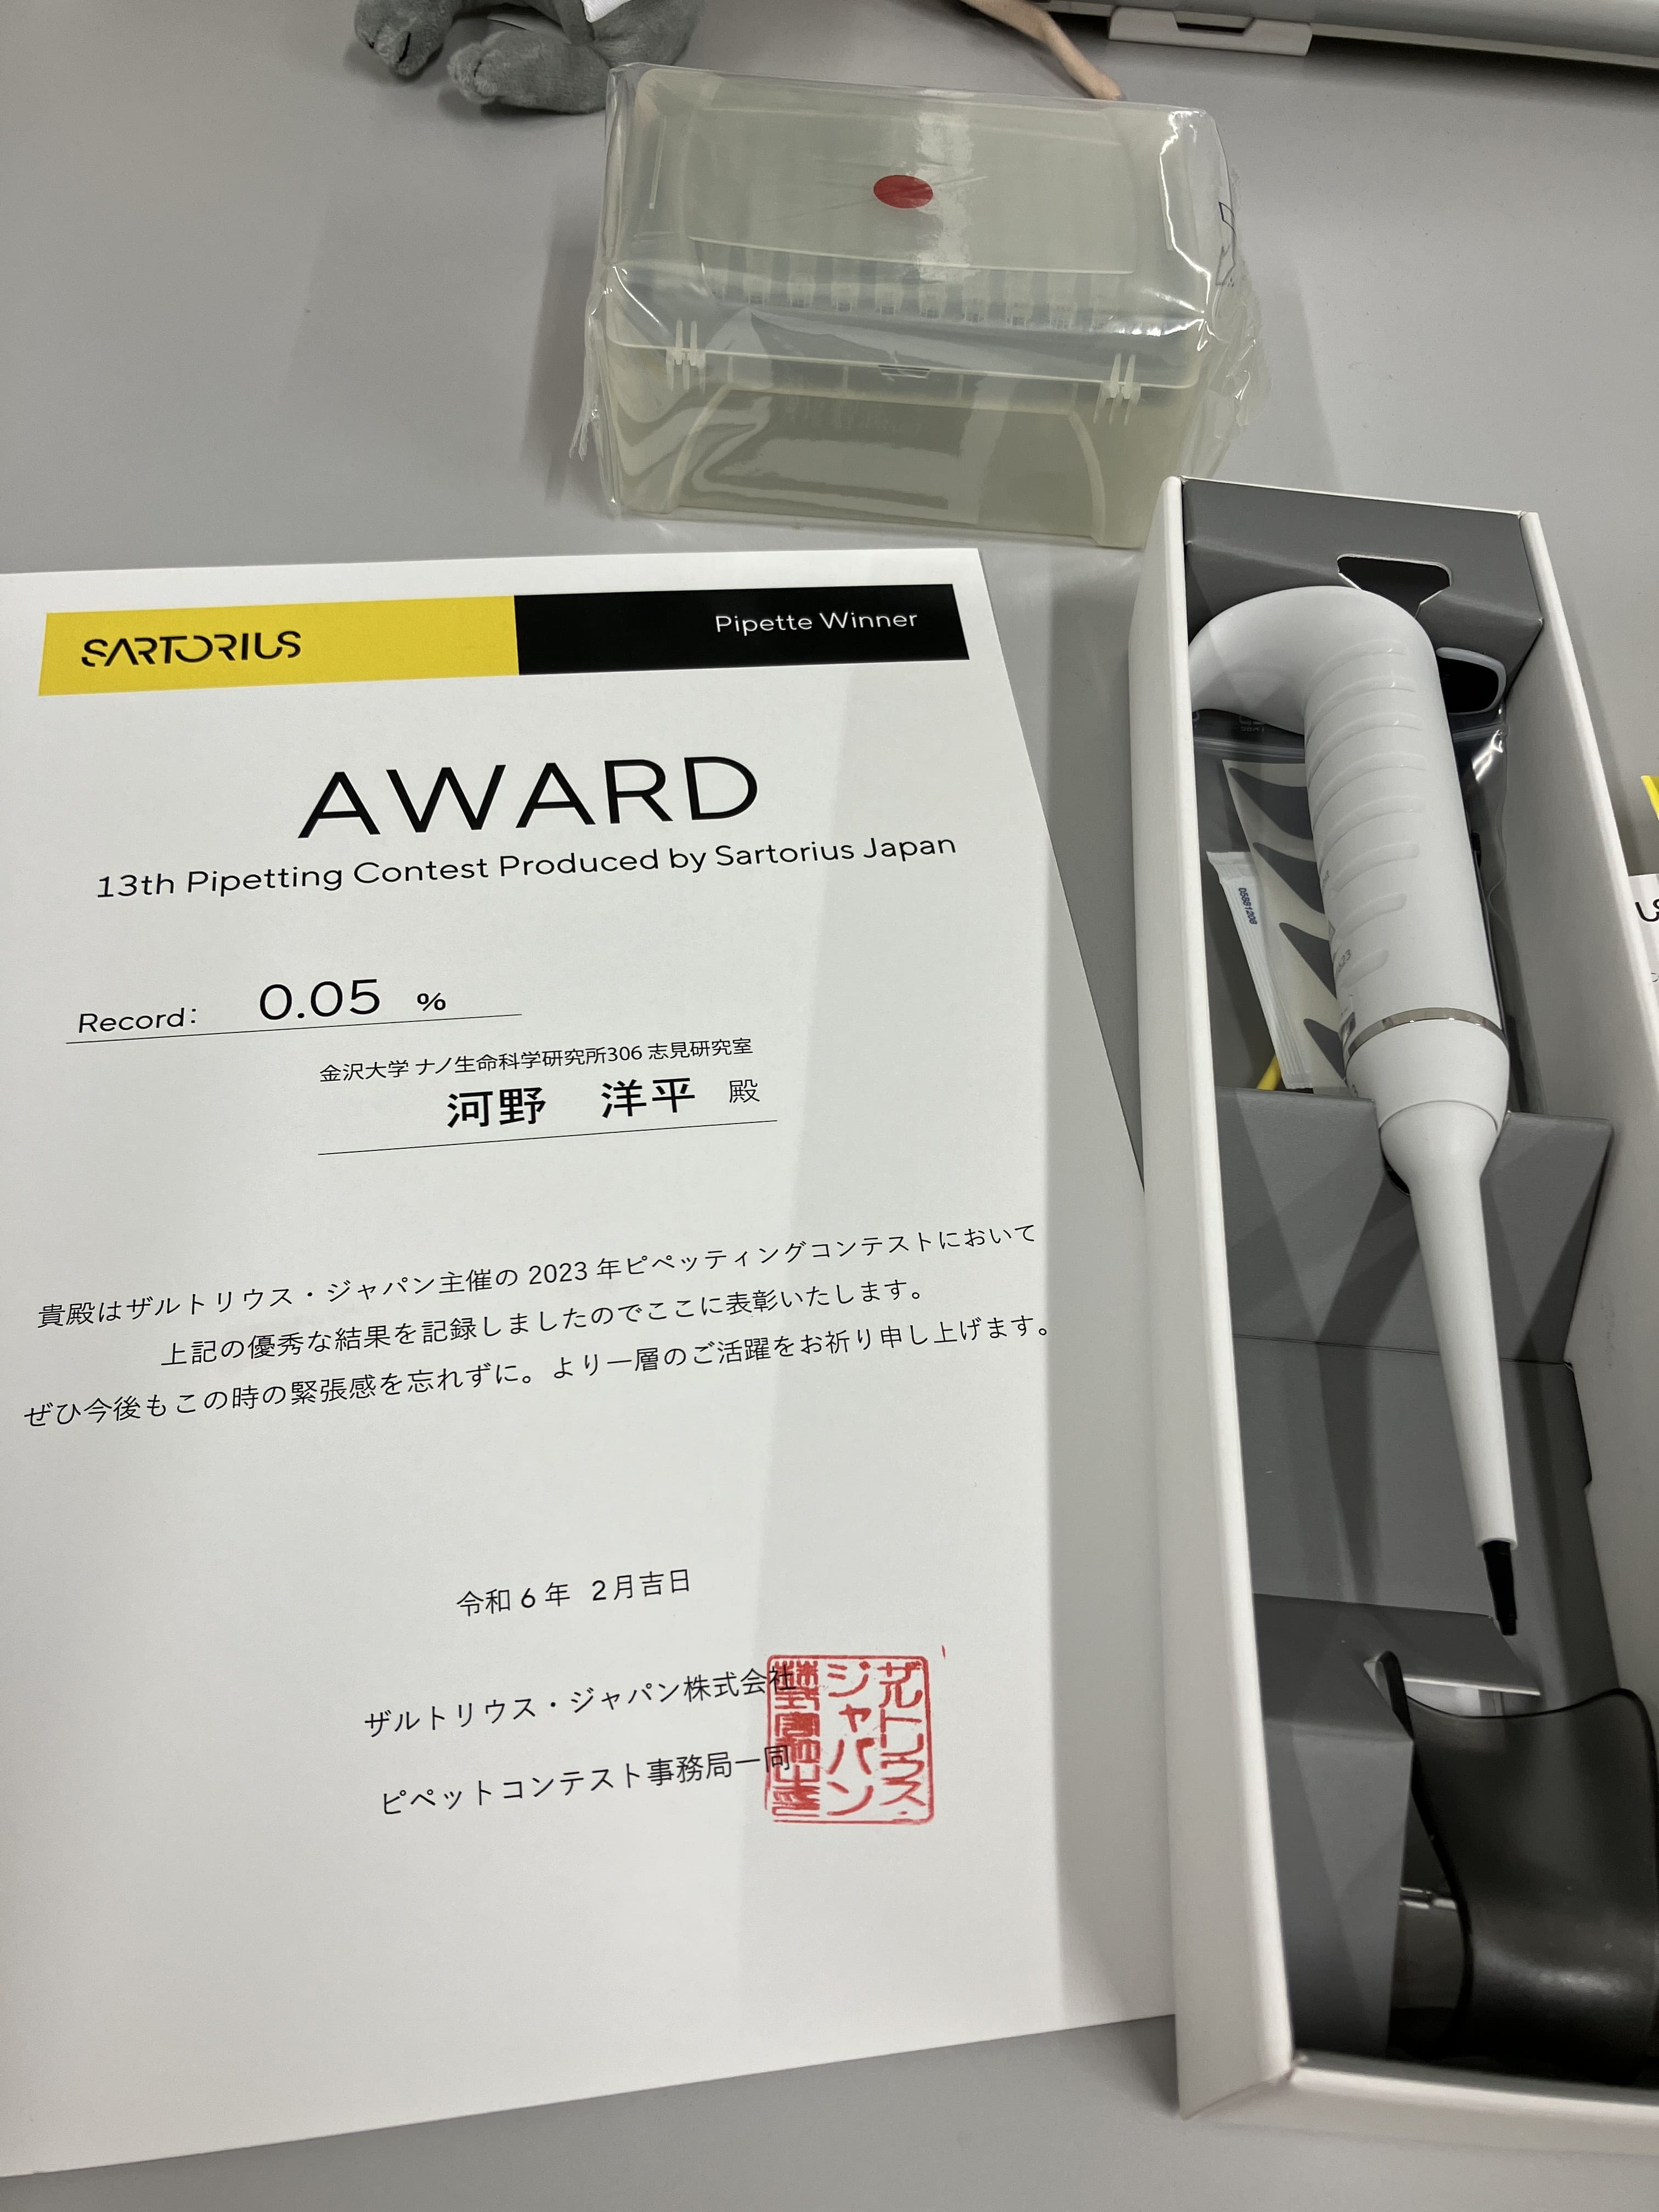 SARTORIUS
Pipette Winner
AWARD
13th Pipetting Contest Produced by Sartorius Japan
Record: 0.05 %
金沢大学 ナノ生命科学研究所306 志見研究室
河野 洋平 殿
貴殿はザルトリウス・ジャパン主催の 2023 年ピペッティングコンテストにおいて
上記の優秀な結果を記録しましたのでここに表彰いたします。
ぜひ今後もこの時の緊張感を忘れずに。より一層のご活躍をお祈り申し上げます。
令和 6 年 2月吉日
ザルトリウス・ジャパン株式会社
ピペットコンテスト事務局一同
ザルトリウス・
ジャパン